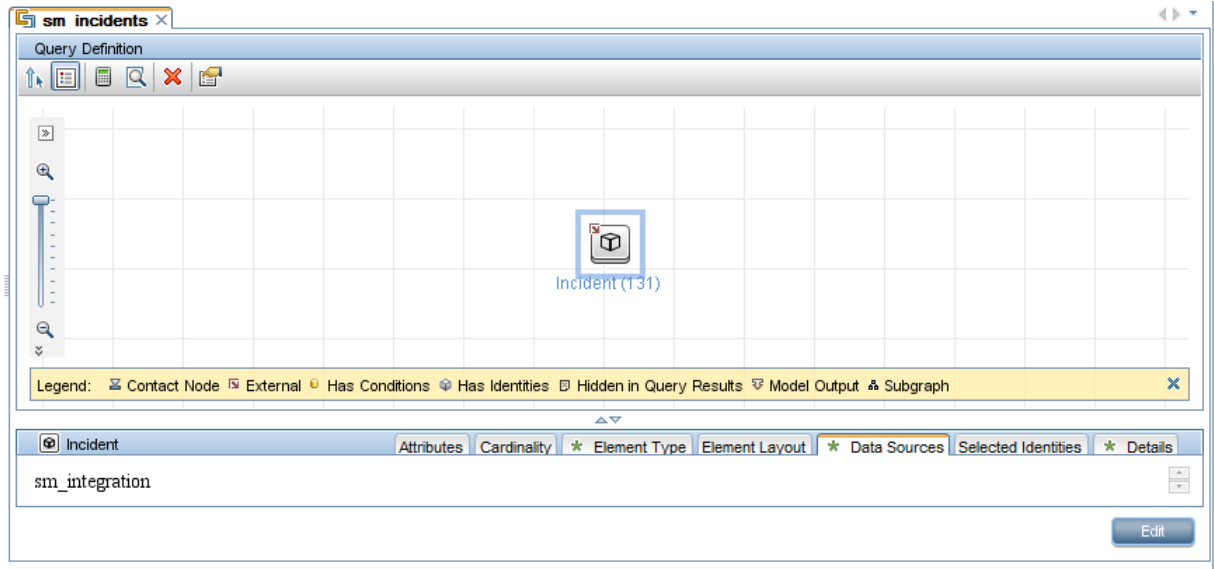 sm_incidents
Query Definition
Incident (131)
Legend: Contact Node External Has Conditions Has Identities Hidden in Query Results Model Output Subgraph
Incident Attributes Cardinality * Element Type Element Layout * Data Sources Selected Identities * Details
sm_integration
Edit